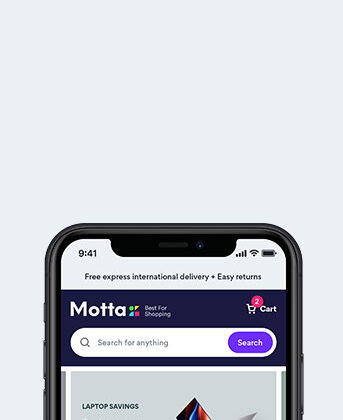 9:41
Free express international delivery + Easy returns
Motta
Best For
Shopping
2
Cart
Search for anything
Search
LAPTOP SAVINGS